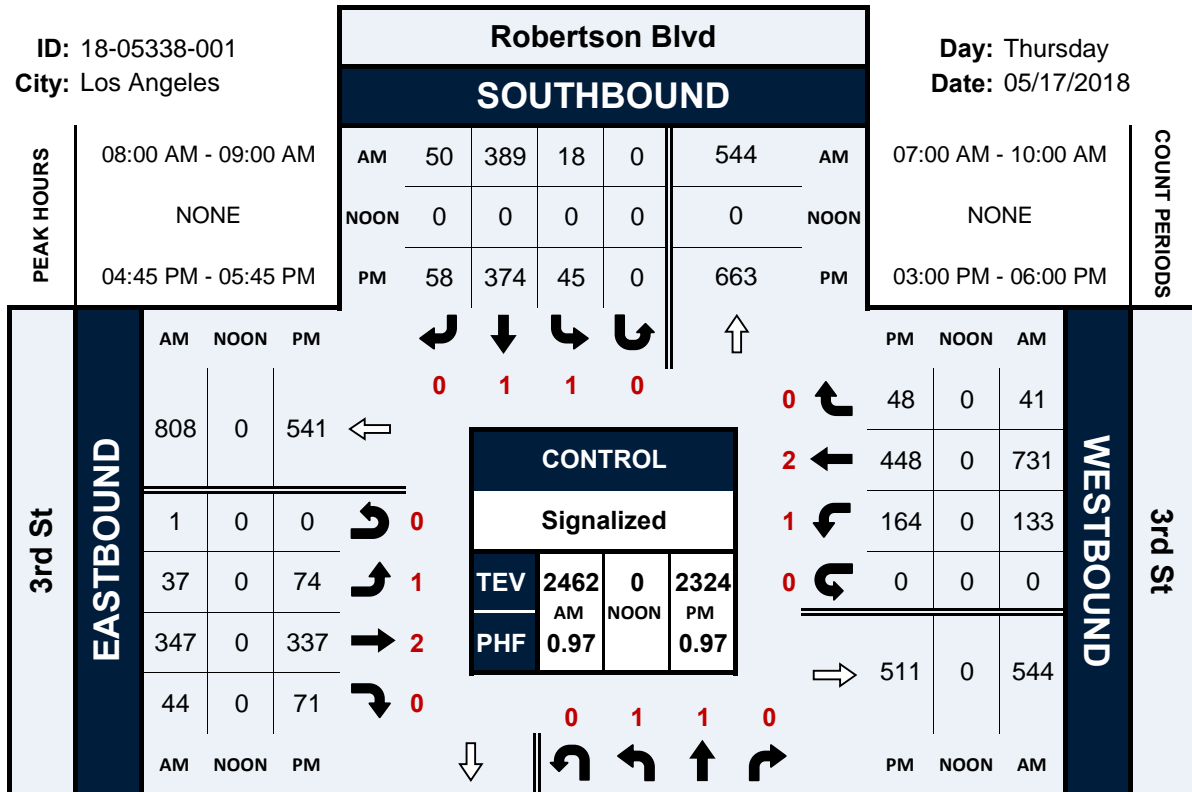 ID: 18-05338-001
City: Los Angeles
Robertson Blvd
SOUTHBOUND
Day: Thursday
Date: 05/17/2018
PEAK HOURS
08:00 AM - 09:00 AM
NONE
04:45 PM - 05:45 PM
AM 50 389 18 0 544 AM
NOON 0 0 0 0 0 NOON
PM 58 374 45 0 663 PM
07:00 AM - 10:00 AM
NONE
03:00 PM - 06:00 PM
COUNT PERIODS
0 1 1 0
3rd St
EASTBOUND
AM NOON PM
808 0 541
1 0 0 0
37 0 74 1
347 0 337 2
44 0 71 0
AM NOON PM
CONTROL
Signalized
TEV 2462 0 2324
AM NOON PM
PHF 0.97 0.97
PM NOON AM
0 48 0 41
2 448 0 731
1 164 0 133
0 0 0 0
511 0 544
PM NOON AM
WESTBOUND
3rd St
0 1 1 0